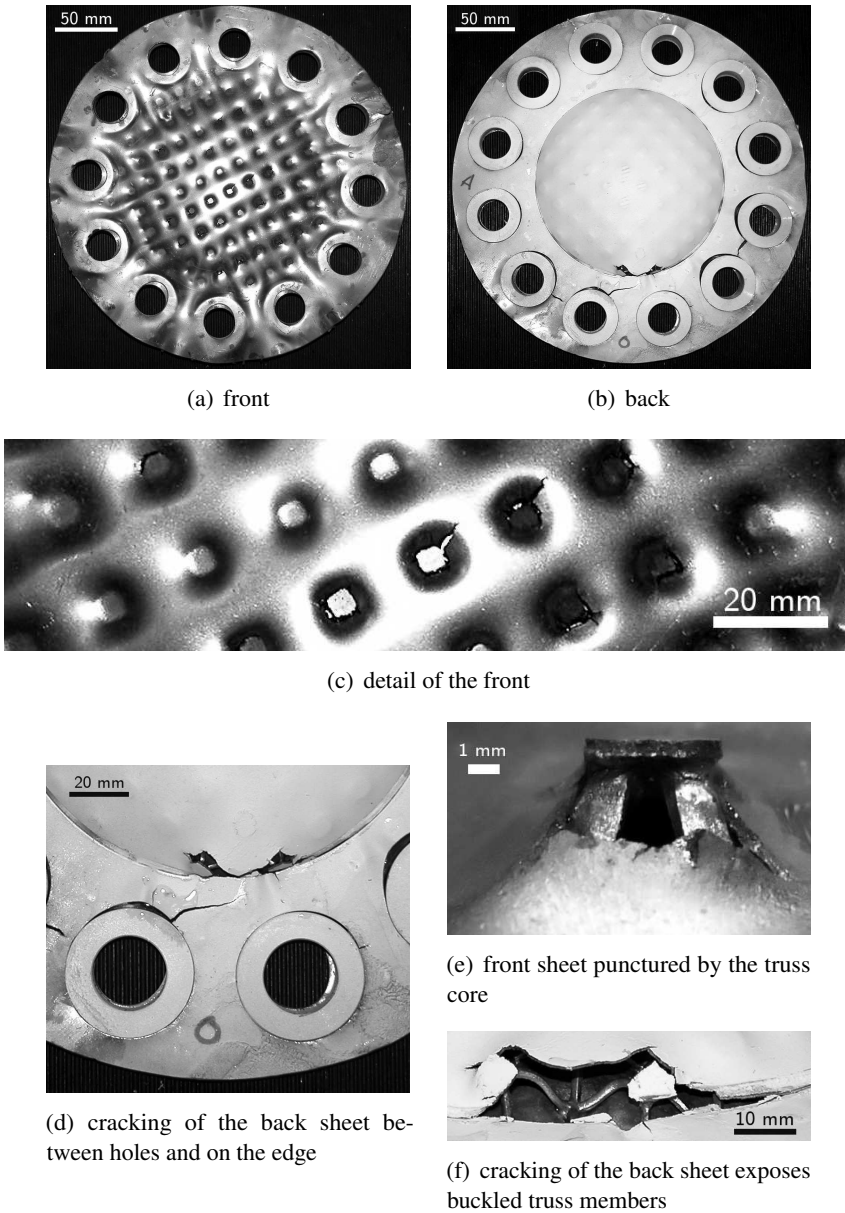 50 mm
50 mm
A
O
(a) front
(b) back
20 mm
(c) detail of the front
20 mm
(d) cracking of the back sheet be-
tween holes and on the edge
1 mm
(e) front sheet punctured by the truss
core
10 mm
(f) cracking of the back sheet exposes
buckled truss members